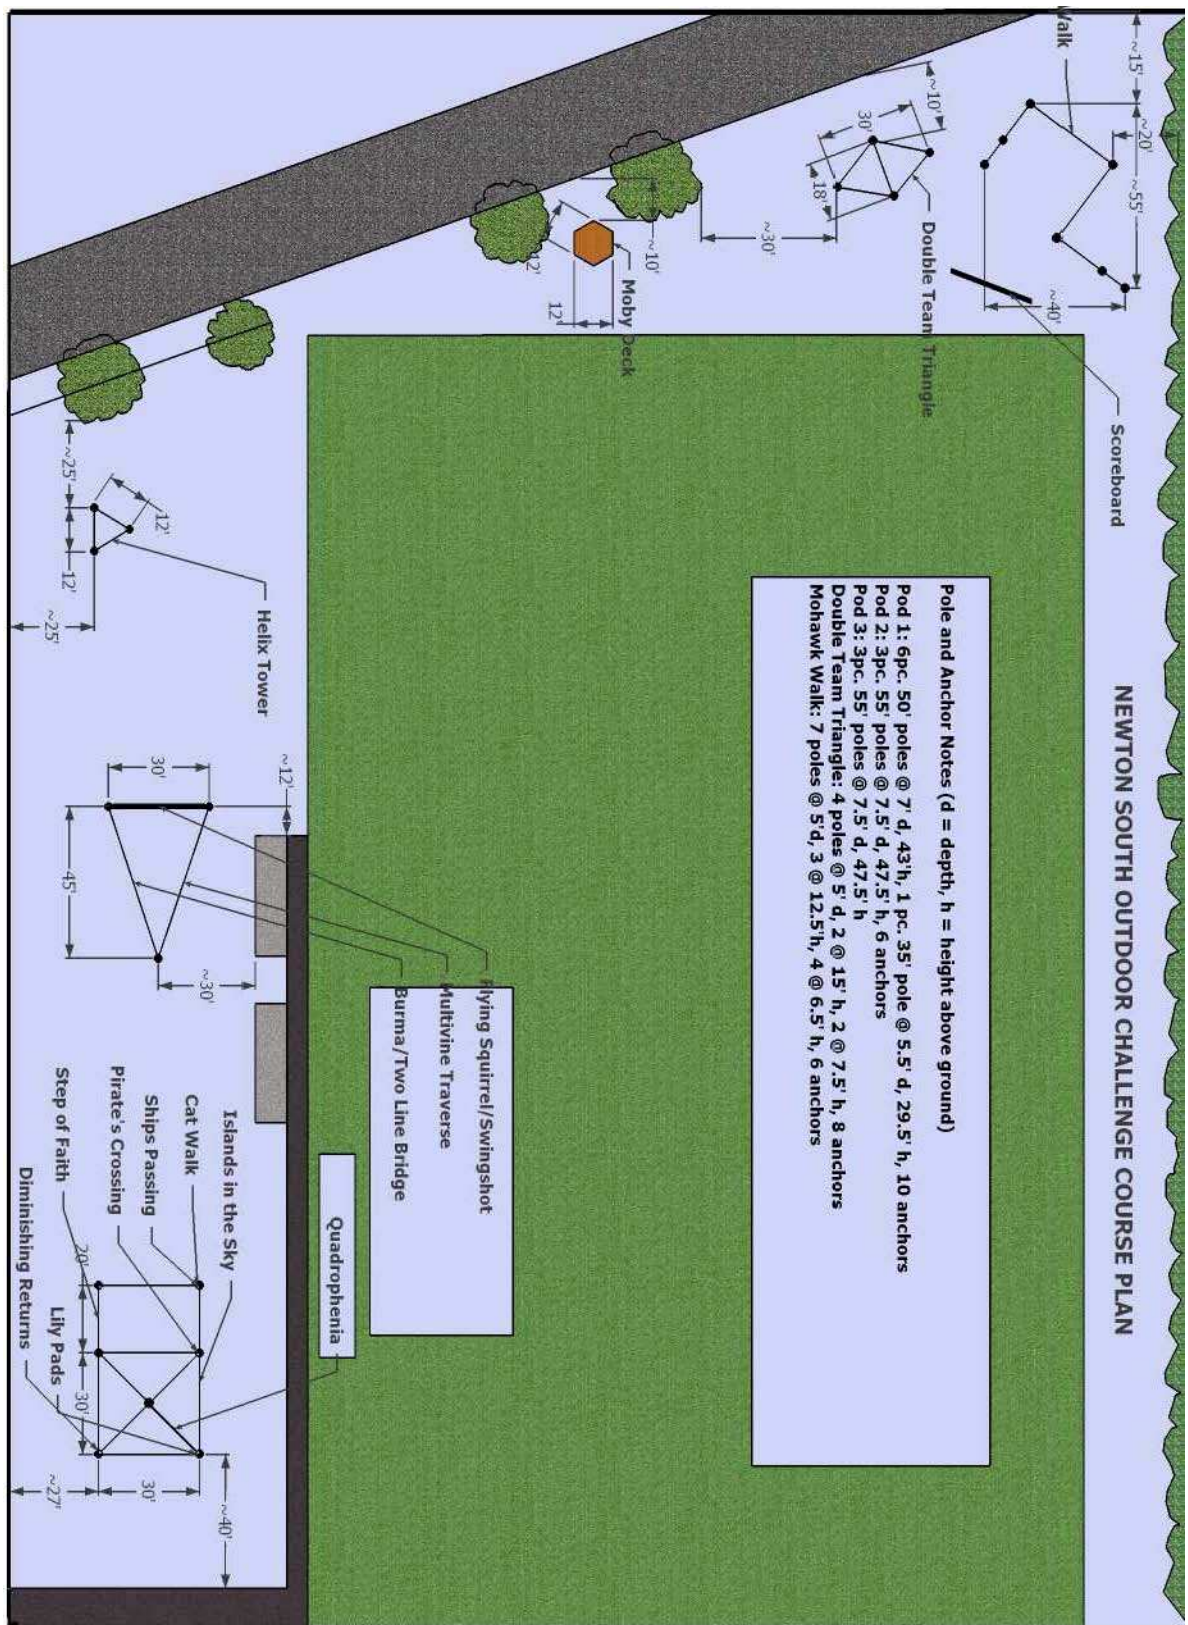 NEWTON SOUTH OUTDOOR CHALLENGE COURSE PLAN
Walk
~15'
~20'
~55'
~40'
Scoreboard
~10'
30'
18'
Double Team Triangle
~30'
~10'
12'
12'
Moby Deck
Pole and Anchor Notes (d = depth, h = height above ground)
Pod 1: 6pc. 50' poles @ 7' d, 43'h, 1 pc. 35' pole @ 5.5' d, 29.5' h, 10 anchors
Pod 2: 3pc. 55' poles @ 7.5' d, 47.5' h, 6 anchors
Pod 3: 3pc. 55' poles @ 7.5' d, 47.5' h
Double Team Triangle: 4 poles @ 5' d, 2 @ 15' h, 2 @ 7.5' h, 8 anchors
Mohawk Walk: 7 poles @ 5'd, 3 @ 12.5'h, 4 @ 6.5' h, 6 anchors
~25'
12'
12'
~25'
Helix Tower
~12'
30'
45'
~30'
Flying Squirrel/Swingshot
Multivine Traverse
Burma/Two Line Bridge
Quadrophenia
Islands in the Sky
Cat Walk
Ships Passing
Pirate's Crossing
Step of Faith
Lily Pads
Diminishing Returns
20'
30'
~27'
30'
~40'